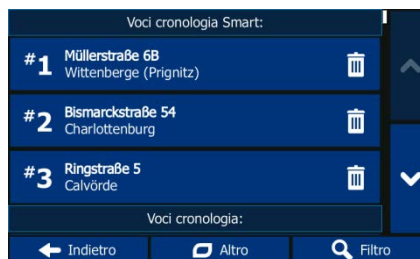 Voci cronologia Smart:
#1 Müllerstraße 6B
Wittenberge (Prignitz)
#2 Bismarckstraße 54
Charlottenburg
#3 Ringstraße 5
Calvörde
Voci cronologia:
Indietro Altro Filtro